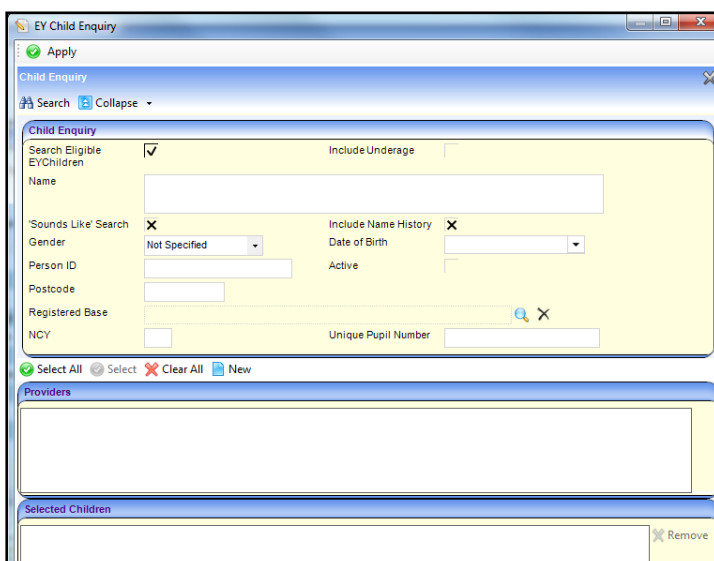 EY Child Enquiry
Apply
Child Enquiry
Search Collapse
Child Enquiry
Search Eligible EYChildren Include Underage
Name
'Sounds Like' Search Include Name History
Gender Not Specified Date of Birth
Person ID Active
Postcode
Registered Base
NCY Unique Pupil Number
Select All Select Clear All New
Providers
Selected Children
Remove